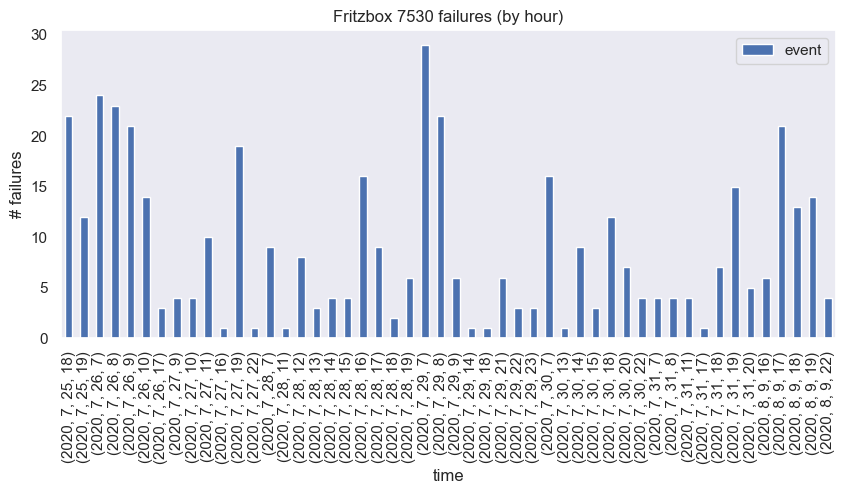 Fritzbox 7530 failures (by hour)
event
# failures
30
25
20
15
10
5
0
(2020, 7, 25, 18)
(2020, 7, 25, 19)
(2020, 7, 26, 7)
(2020, 7, 26, 8)
(2020, 7, 26, 9)
(2020, 7, 26, 10)
(2020, 7, 26, 17)
(2020, 7, 27, 9)
(2020, 7, 27, 10)
(2020, 7, 27, 11)
(2020, 7, 27, 16)
(2020, 7, 27, 19)
(2020, 7, 27, 22)
(2020, 7, 28, 7)
(2020, 7, 28, 11)
(2020, 7, 28, 12)
(2020, 7, 28, 13)
(2020, 7, 28, 14)
(2020, 7, 28, 15)
(2020, 7, 28, 16)
(2020, 7, 28, 17)
(2020, 7, 28, 18)
(2020, 7, 28, 19)
(2020, 7, 29, 7)
(2020, 7, 29, 8)
(2020, 7, 29, 9)
(2020, 7, 29, 14)
(2020, 7, 29, 18)
(2020, 7, 29, 21)
(2020, 7, 29, 22)
(2020, 7, 29, 23)
(2020, 7, 30, 7)
(2020, 7, 30, 13)
(2020, 7, 30, 14)
(2020, 7, 30, 15)
(2020, 7, 30, 18)
(2020, 7, 30, 20)
(2020, 7, 30, 22)
(2020, 7, 31, 7)
(2020, 7, 31, 8)
(2020, 7, 31, 11)
(2020, 7, 31, 17)
(2020, 7, 31, 18)
(2020, 7, 31, 19)
(2020, 7, 31, 20)
(2020, 8, 9, 16)
(2020, 8, 9, 17)
(2020, 8, 9, 18)
(2020, 8, 9, 19)
(2020, 8, 9, 22)
time